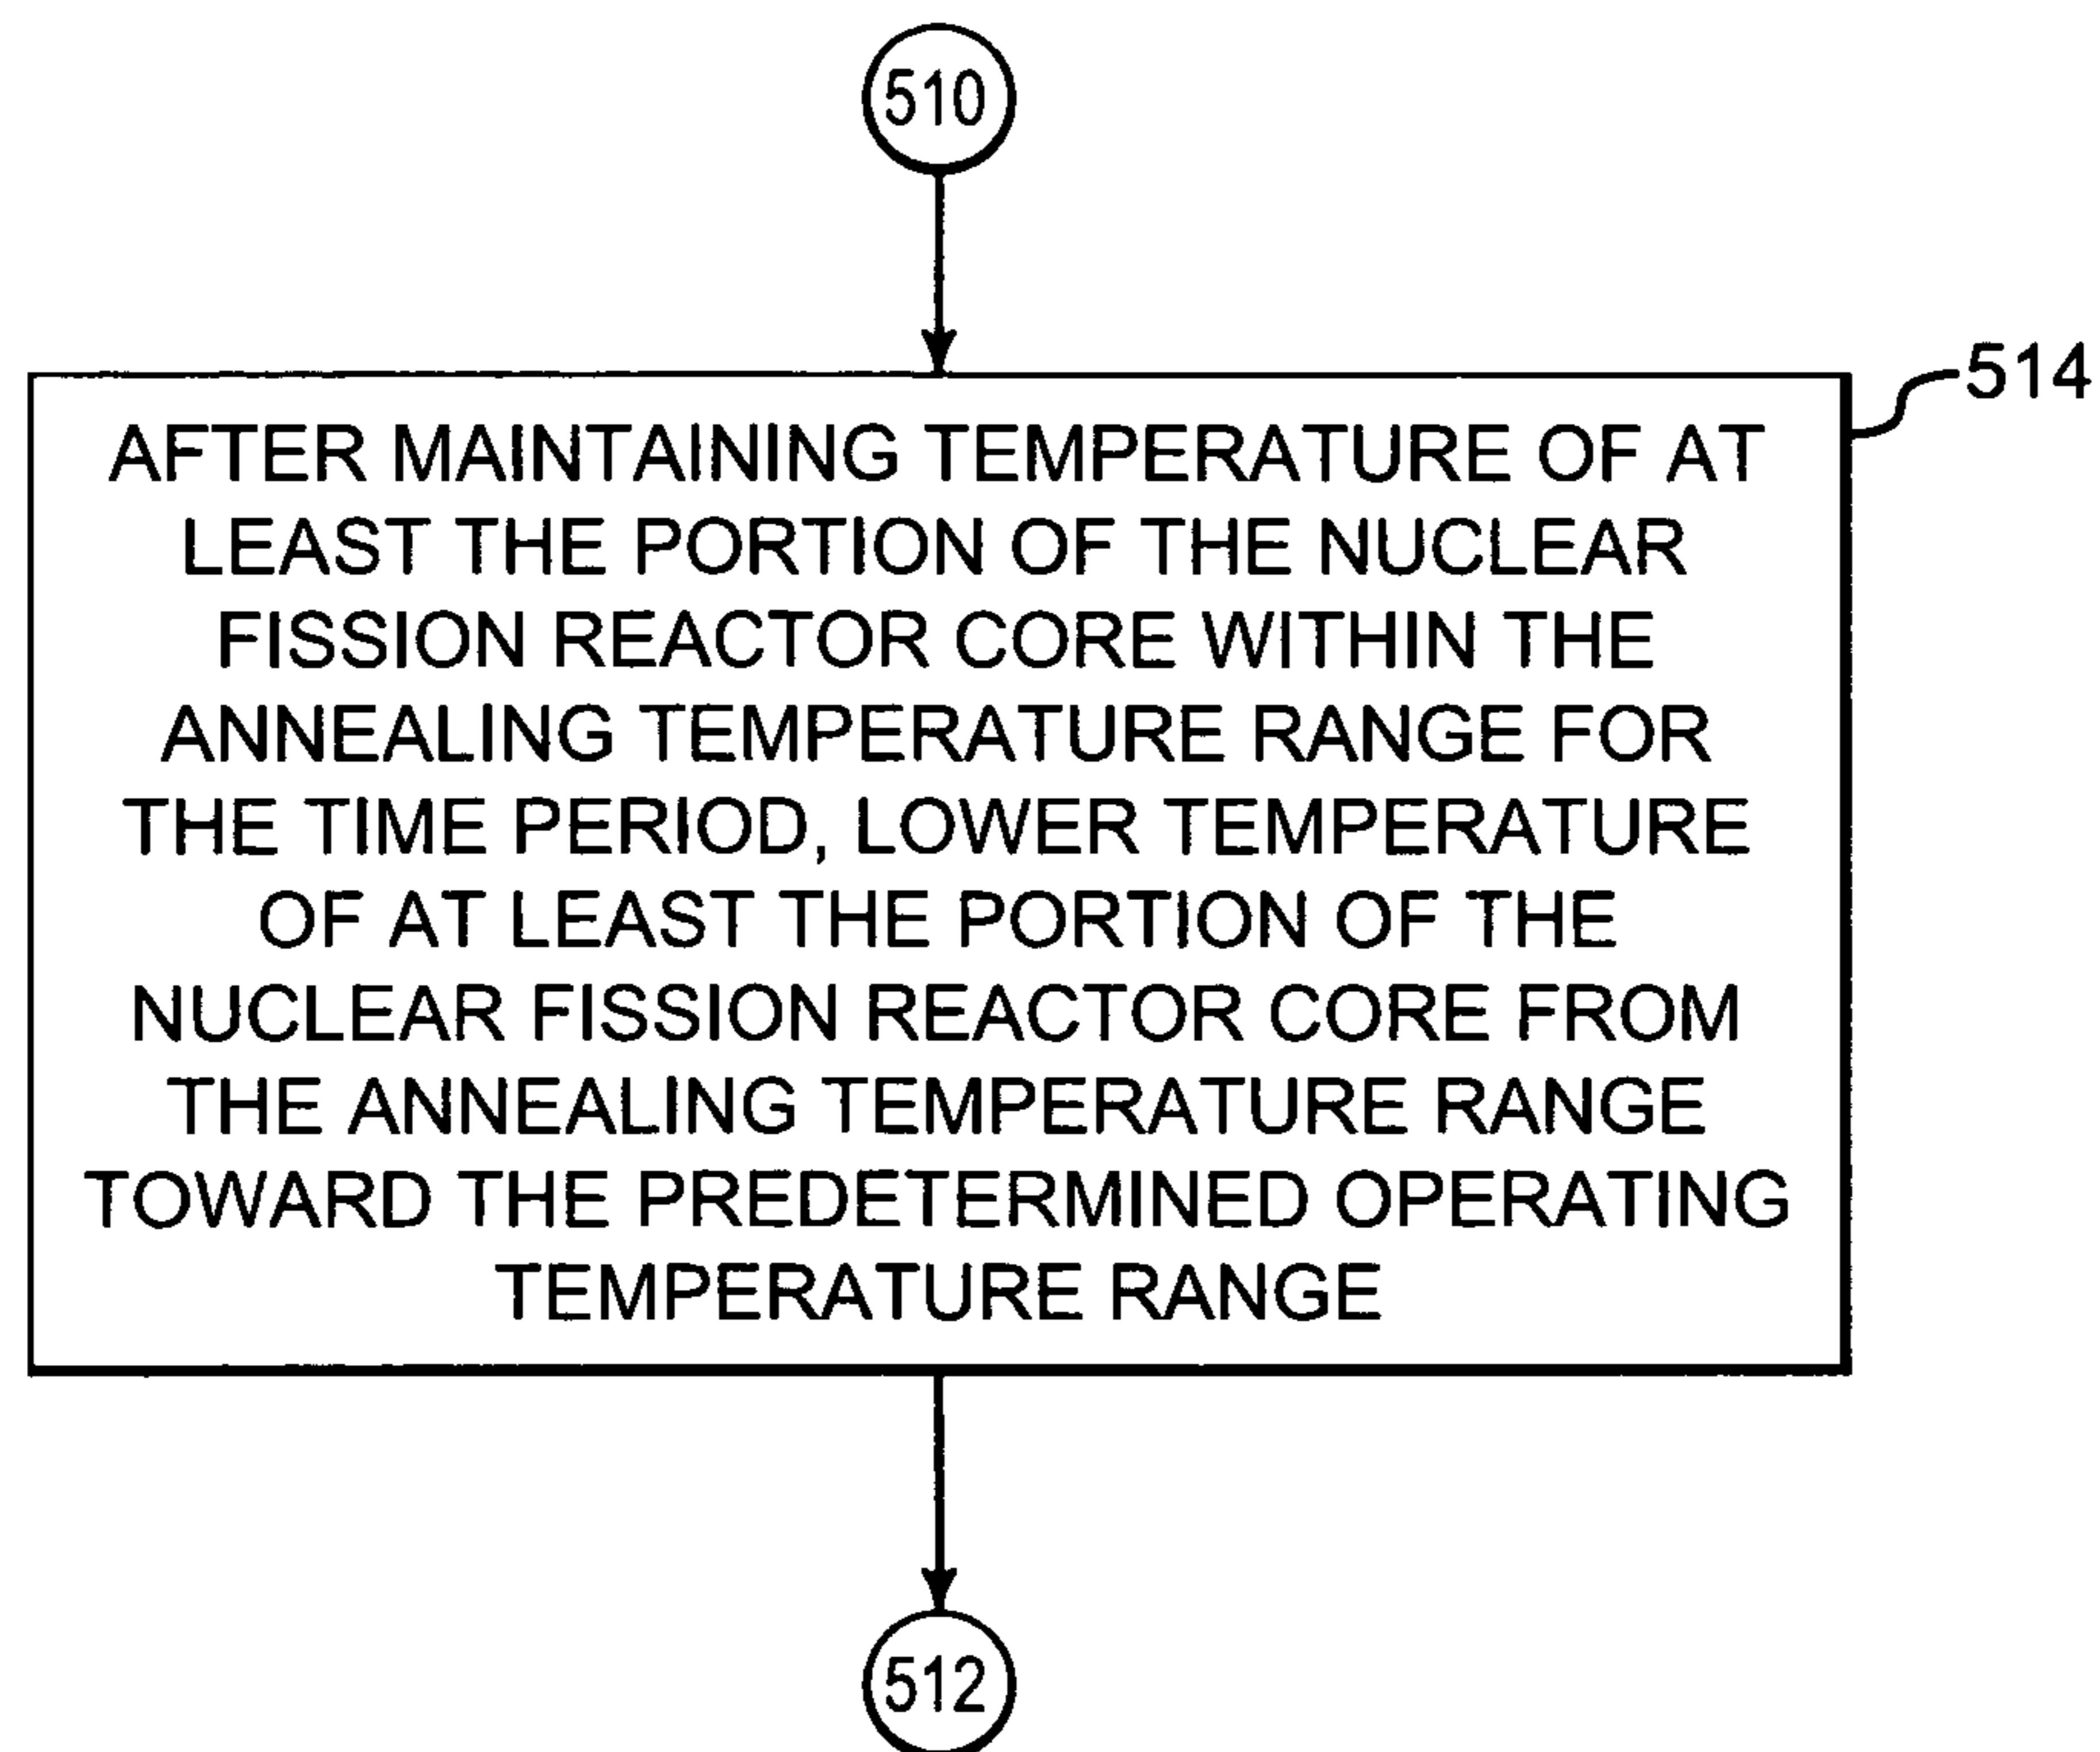 510
514
AFTER MAINTAINING TEMPERATURE OF AT
LEAST THE PORTION OF THE NUCLEAR
FISSION REACTOR CORE WITHIN THE
ANNEALING TEMPERATURE RANGE FOR
THE TIME PERIOD, LOWER TEMPERATURE
OF AT LEAST THE PORTION OF THE
NUCLEAR FISSION REACTOR CORE FROM
THE ANNEALING TEMPERATURE RANGE
TOWARD THE PREDETERMINED OPERATING
TEMPERATURE RANGE
512